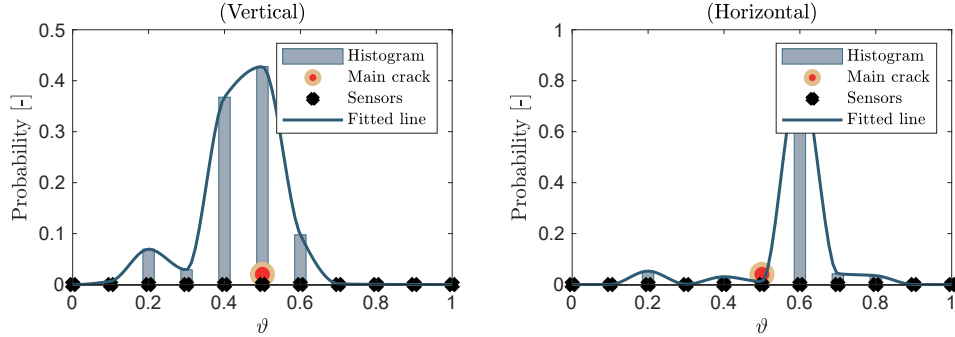 (Vertical)
0.5
0.4
0.3
0.2
0.1
0
Probability [-]
Histogram
Main crack
Sensors
Fitted line
0 0.2 0.4 0.6 0.8 1
ϑ
(Horizontal)
1
0.8
0.6
0.4
0.2
0
Probability [-]
Histogram
Main crack
Sensors
Fitted line
0 0.2 0.4 0.6 0.8 1
ϑ